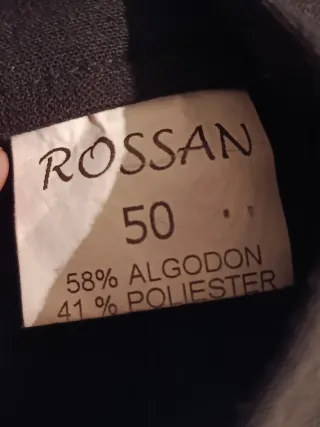 ROSSAN
50
58% ALGODON
41 % POLIESTER